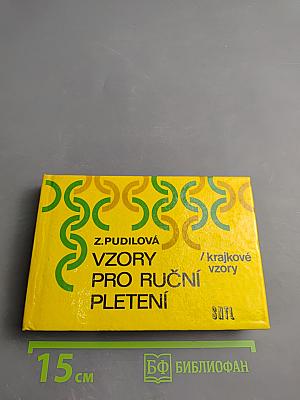 Z.PUDILOVÁ
VZORY
PRO RUČNÍ
PLETENÍ
/krajkové
vzory
SNTL
15 см
БФ БИБЛИОФАН